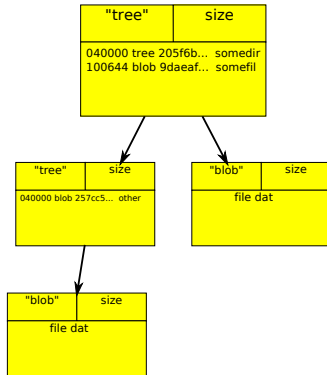 "tree" size
040000 tree 205f6b... somedir
100644 blob 9daeaf... somefil
"tree" size
040000 blob 257cc5... other
"blob" size
file dat
"blob" size
file dat